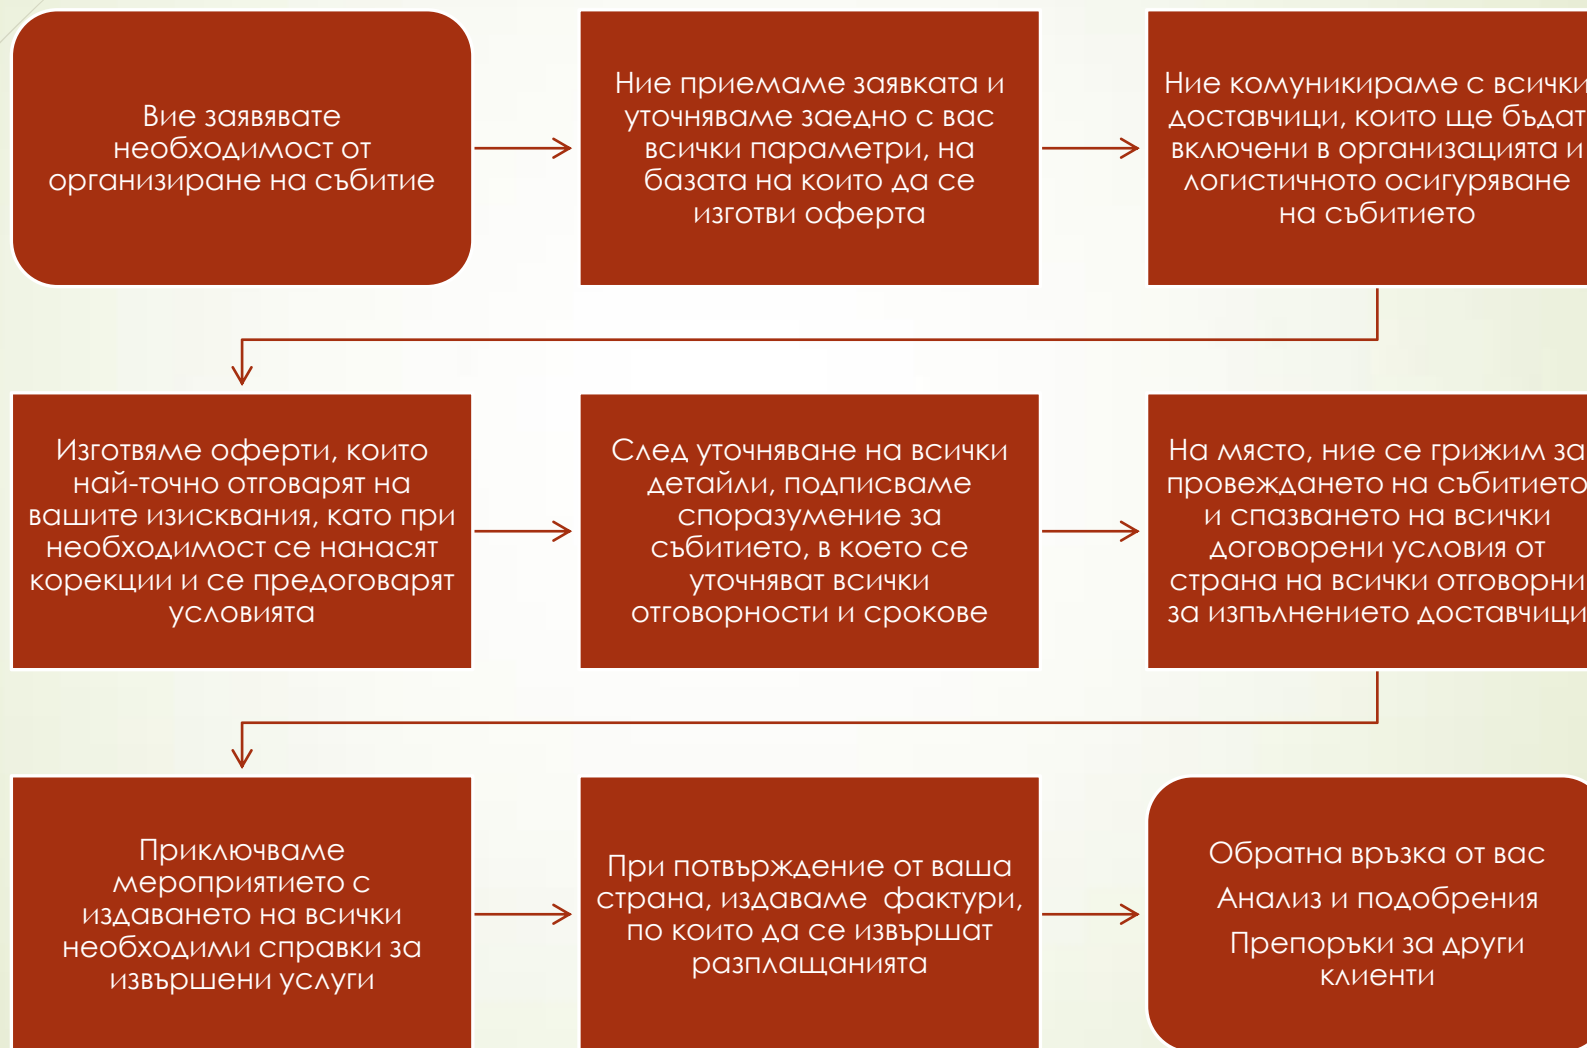 Вие заявявате
необходимост от
организиране на събитие
Ние приемаме заявката и
уточняваме заедно с вас
всички параметри, на
базата на които да се
изготви оферта
Ние комуникираме с всички
доставчици, които ще бъдат
включени в организацията и
логистичното осигуряване
на събитието
Изготвяме оферти, които
най-точно отговарят на
вашите изисквания, като при
необходимост се нанасят
корекции и се предоговарят
условията
След уточняване на всички
детайли, подписваме
споразумение за
събитието, в което се
уточняват всички
отговорности и срокове
На място, ние се грижим за
провеждането на събитието
и спазването на всички
договорени условия от
страна на всички отговорни
за изпълнението доставчици
Приключваме
мероприятието с
издаването на всички
необходими справки за
извършени услуги
При потвърждение от ваша
страна, издаваме фактури,
по които да се извършат
разплащанията
Обратна връзка от вас
Анализ и подобрения
Препоръки за други
клиенти